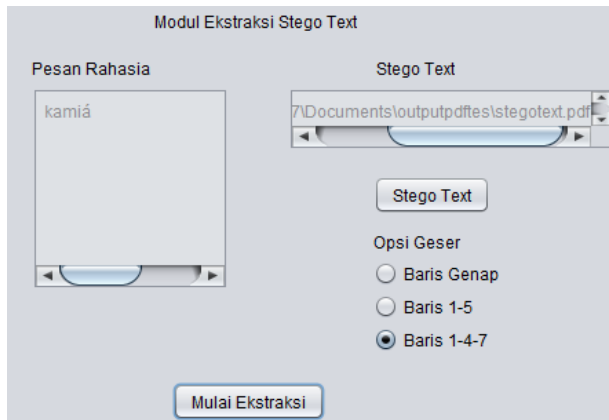 Modul Ekstraksi Stego Text
Pesan Rahasia
Stego Text
kamiá
7\Documents\outputpdftes\stegotext.pdf
Stego Text
Opsi Geser
Baris Genap
Baris 1-5
Baris 1-4-7
Mulai Ekstraksi